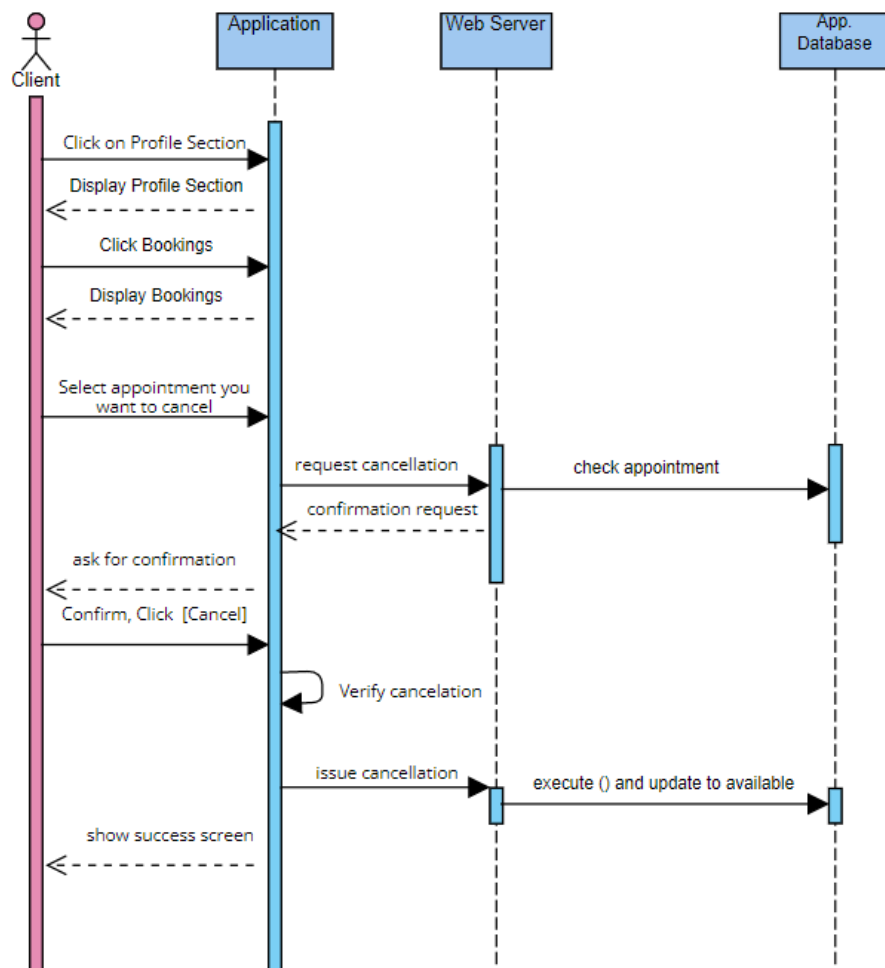 Application
Web Server
App.
Database
Client
Click on Profile Section
Display Profile Section
Click Bookings
Display Bookings
Select appointment you
want to cancel
request cancellation
check appointment
confirmation request
ask for confirmation
Confirm, Click [Cancel]
Verify cancelation
issue cancellation
execute () and update to available
show success screen